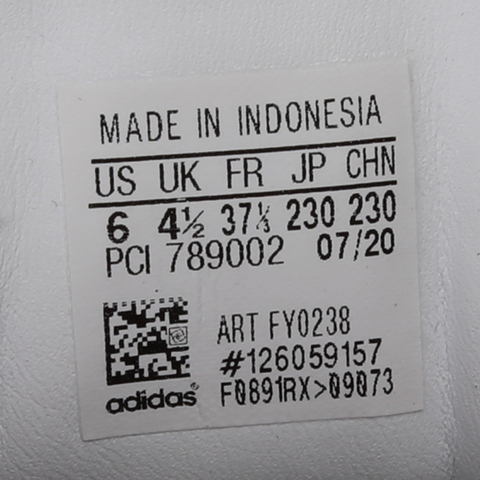 MADE IN INDONESIA
US UK FR JP CHN
6 4½ 37⅓ 230 230
PCI 789002 07/20
ART FY0238
#126059157
adidas® F0891RX>09073